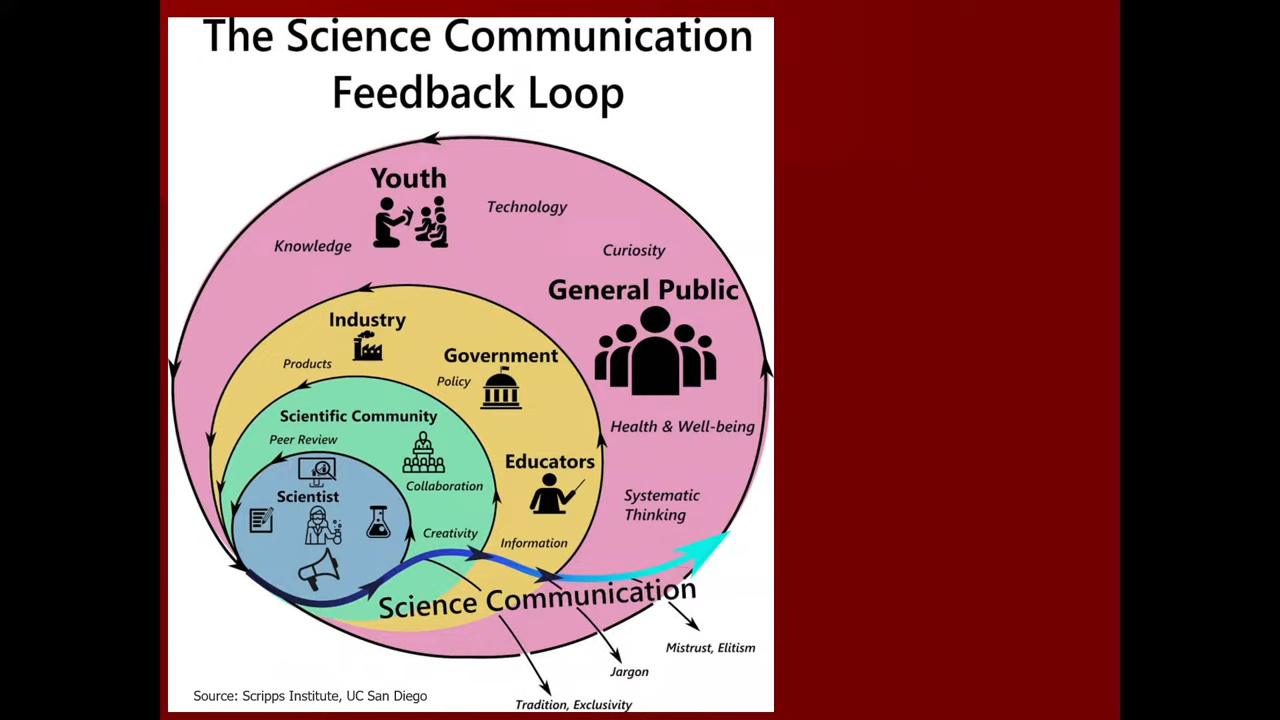 The Science Communication
Feedback Loop
Youth
Technology
Knowledge
Curiosity
General Public
Industry
Government
Products
Policy
Scientific Community
Health & Well-being
Peer Review
Educators
Collaboration
Scientist
Systematic
Thinking
Creativity
Information
Science Communication
Mistrust, Elitism
Jargon
Source: Scripps Institute, UC San Diego
Tradition, Exclusivity